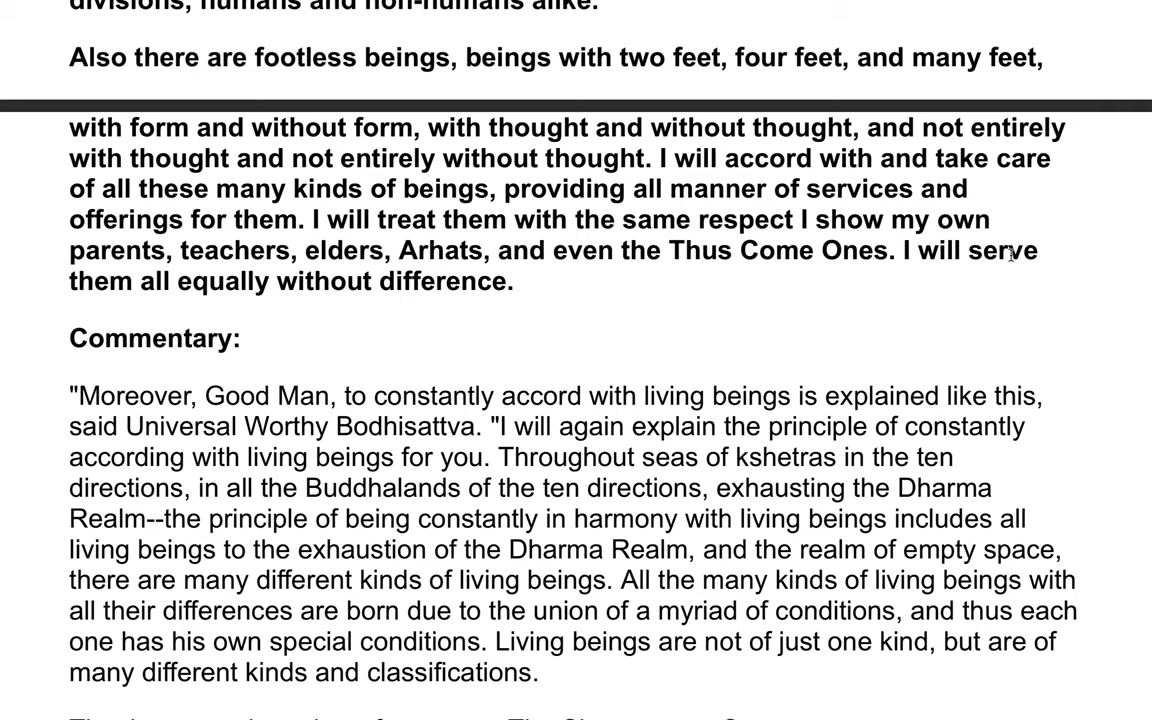 divisions, humans and non-humans alike.
Also there are footless beings, beings with two feet, four feet, and many feet,
with form and without form, with thought and without thought, and not entirely
with thought and not entirely without thought. I will accord with and take care
of all these many kinds of beings, providing all manner of services and
offerings for them. I will treat them with the same respect I show my own
parents, teachers, elders, Arhats, and even the Thus Come Ones. I will serve
them all equally without difference.
Commentary:
"Moreover, Good Man, to constantly accord with living beings is explained like this,
said Universal Worthy Bodhisattva. "I will again explain the principle of constantly
according with living beings for you. Throughout seas of kshetras in the ten
directions, in all the Buddhalands of the ten directions, exhausting the Dharma
Realm--the principle of being constantly in harmony with living beings includes all
living beings to the exhaustion of the Dharma Realm, and the realm of empty space,
there are many different kinds of living beings. All the many kinds of living beings with
all their differences are born due to the union of a myriad of conditions, and thus each
one has his own special conditions. Living beings are not of just one kind, but are of
many different kinds and classifications.